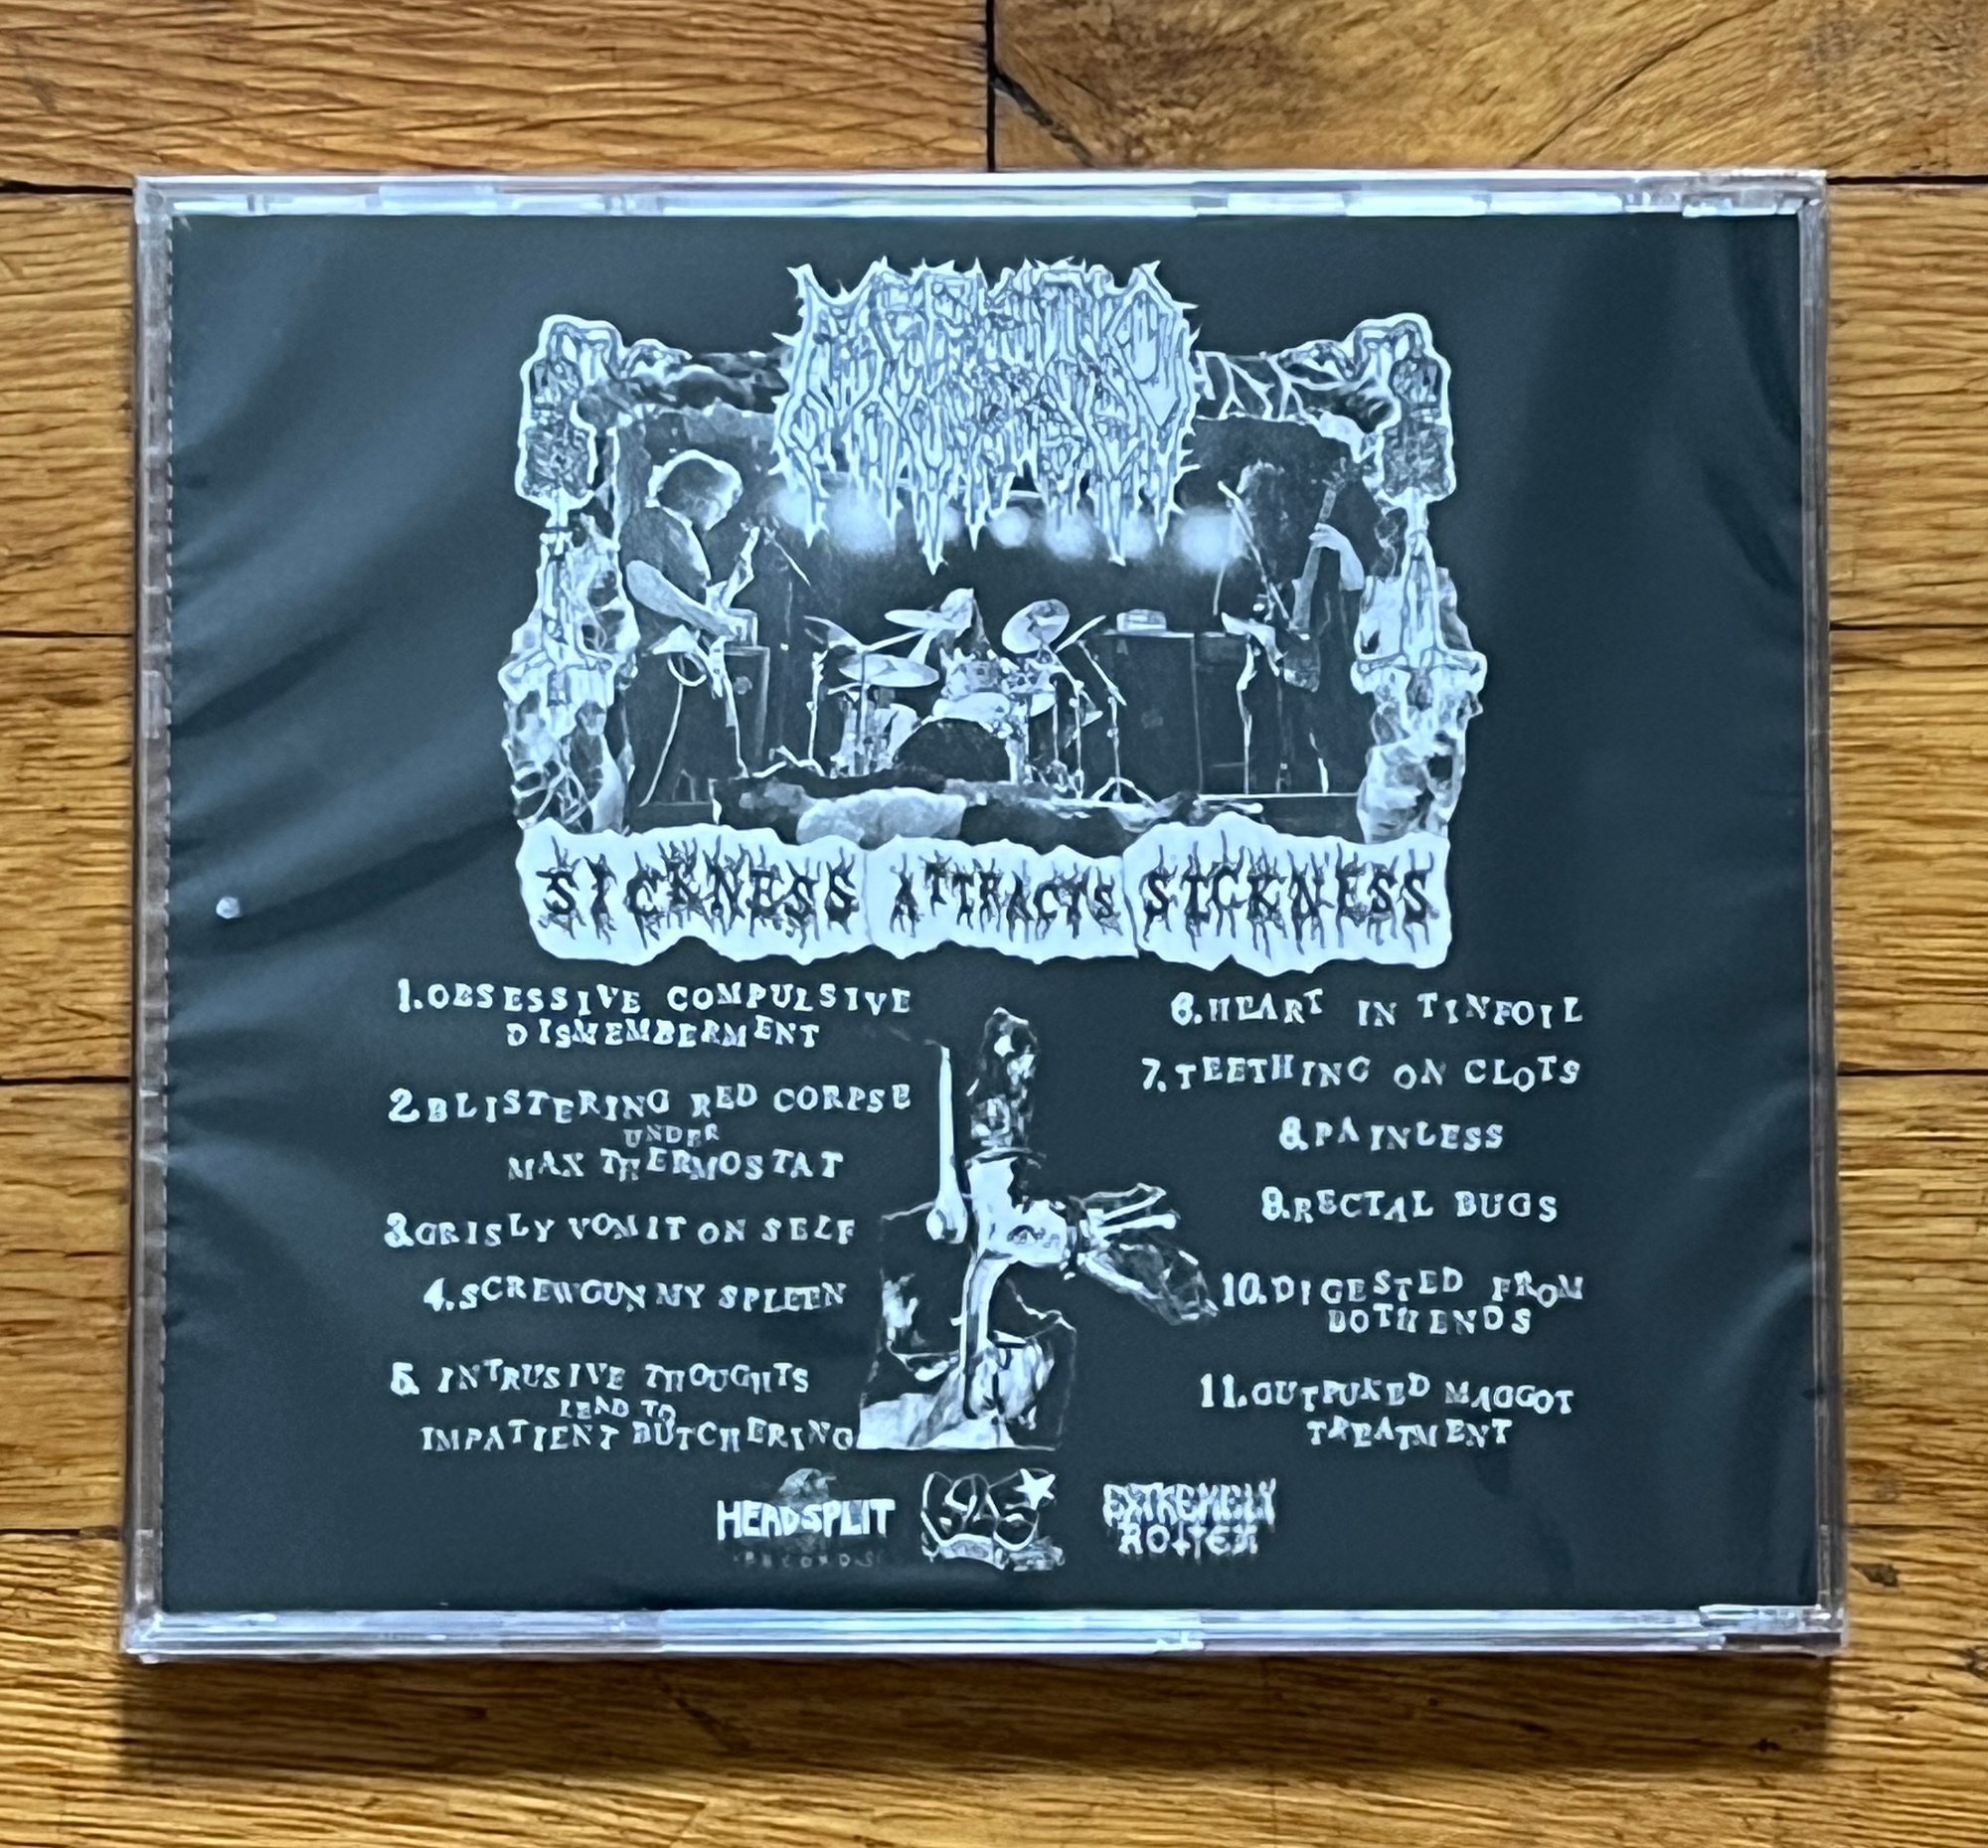 SICKNESS ATTRACTS SICKNESS
1. OBSESSIVE COMPULSIVE
DISMEMBERMENT
2. BLISTERING RED CORPSE
UNDER
MAX THERMOSTAT
3. GRISLY VOMIT ON SELF
4. SCREWGUN MY SPLEEN
5. INTRUSIVE THOUGHTS
LEAD TO
IMPATIENT BUTCHERING
6. HEART IN TINFOIL
7. TEETHING ON CLOTS
8. PAINLESS
9. RECTAL BUGS
10. DIGESTED FROM
BOTH ENDS
11. OUTPUKED MAGGOT
TREATMENT
HEADSPLIT
RECORDS
EXTREMELY
ROTTEN